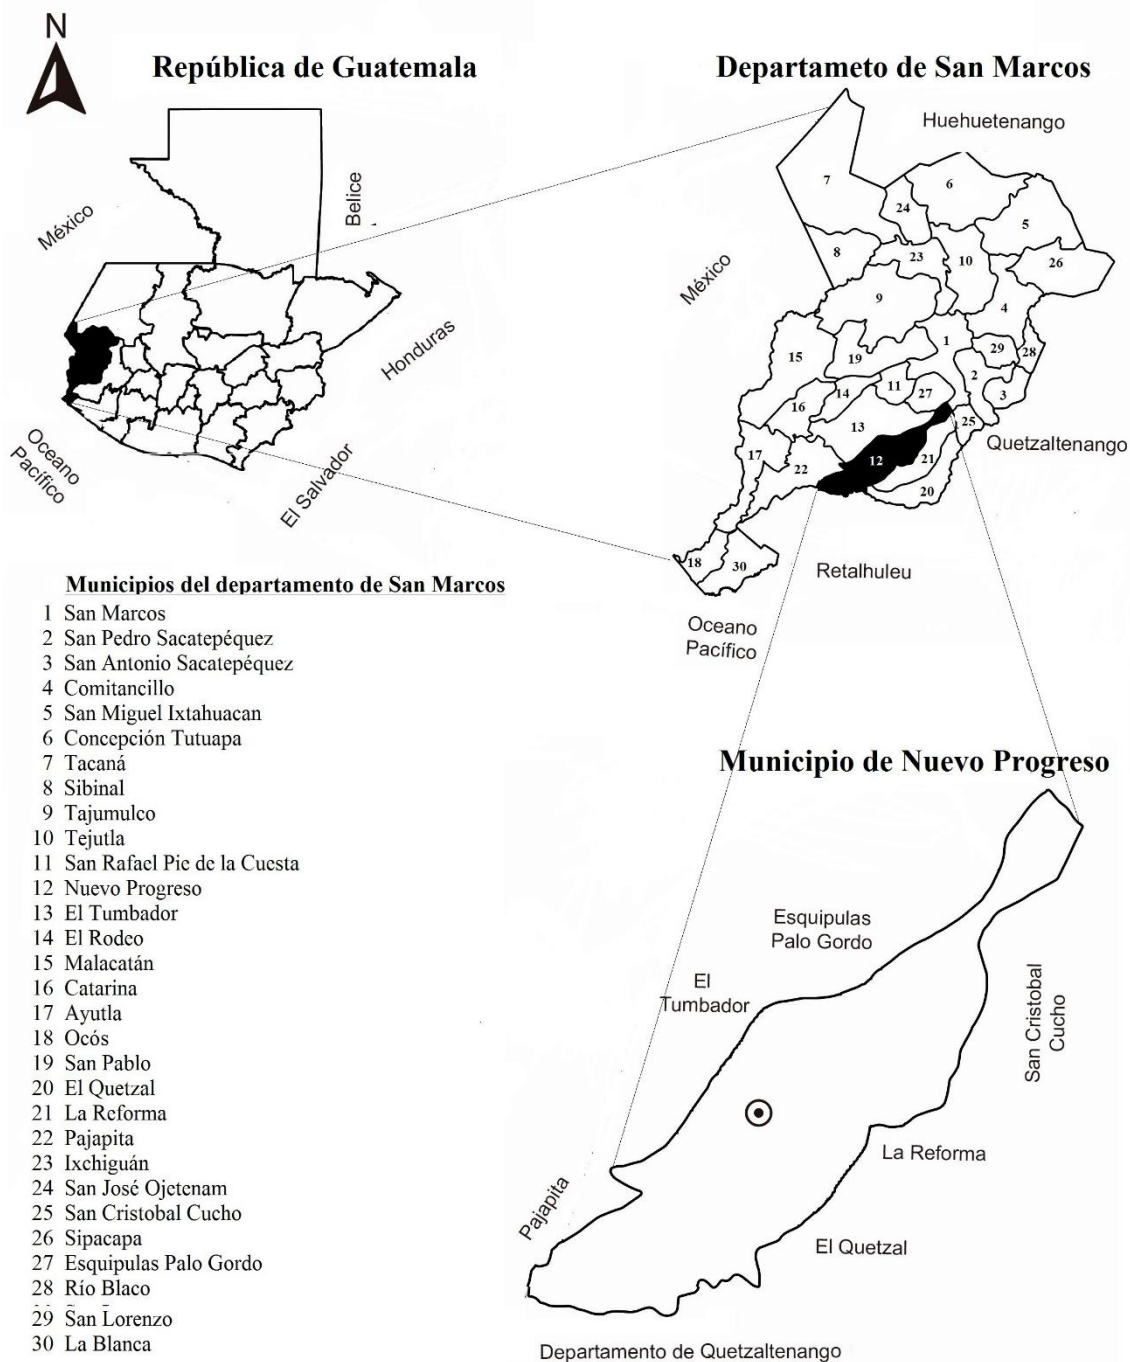 N
República de Guatemala
México
Belice
Honduras
El Salvador
Oceano
Pacífico
Departameto de San Marcos
Huehuetenango
México
Quetzaltenango
Retalhuleu
Oceano
Pacífico
7
6
24
5
8
23
10
26
9
4
1
29
28
15
19
2
3
11
27
14
16
13
25
17
22
12
21
20
18
30
Municipios del departamento de San Marcos
1 San Marcos
2 San Pedro Sacatepéquez
3 San Antonio Sacatepéquez
4 Comitancillo
5 San Miguel Ixtahuacan
6 Concepción Tutuapa
7 Tacaná
8 Sibinal
9 Tajumulco
10 Tejutla
11 San Rafael Pie de la Cuesta
12 Nuevo Progreso
13 El Tumbador
14 El Rodeo
15 Malacatán
16 Catarina
17 Ayutla
18 Ocós
19 San Pablo
20 El Quetzal
21 La Reforma
22 Pajapita
23 Ixchiguán
24 San José Ojetenam
25 San Cristobal Cucho
26 Sipacapa
27 Esquipulas Palo Gordo
28 Río Blaco
29 San Lorenzo
30 La Blanca
Municipio de Nuevo Progreso
Esquipulas
Palo Gordo
El
Tumbador
San Cristobal
Cucho
La Reforma
Pajapita
El Quetzal
Departamento de Quetzaltenango